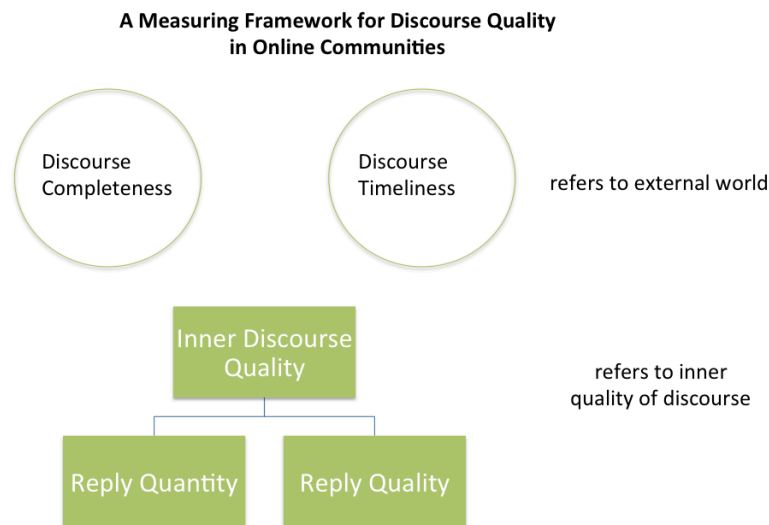 A Measuring Framework for Discourse Quality
in Online Communities
Discourse
Completeness
Discourse
Timeliness
refers to external world
Inner Discourse
Quality
refers to inner
quality of discourse
Reply Quantity
Reply Quality